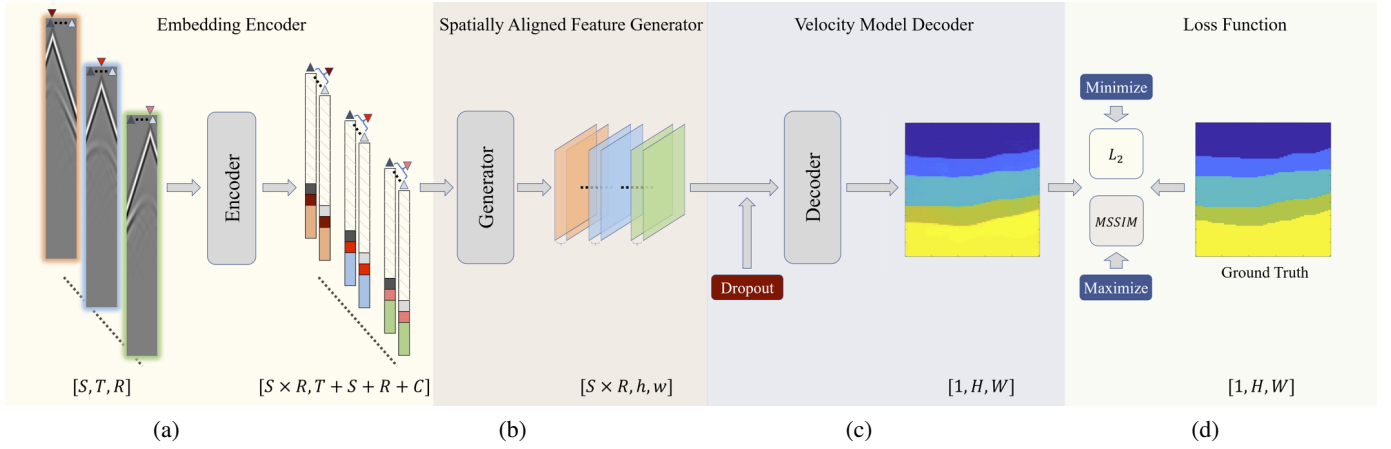 Embedding Encoder
Spatially Aligned Feature Generator
Velocity Model Decoder
Loss Function
Encoder
Generator
Decoder
Dropout
Minimize
L₂
MSSIM
Maximize
Ground Truth
[S, T, R]
[S × R, T + S + R + C]
[S × R, h, w]
[1, H, W]
[1, H, W]
(a)
(b)
(c)
(d)